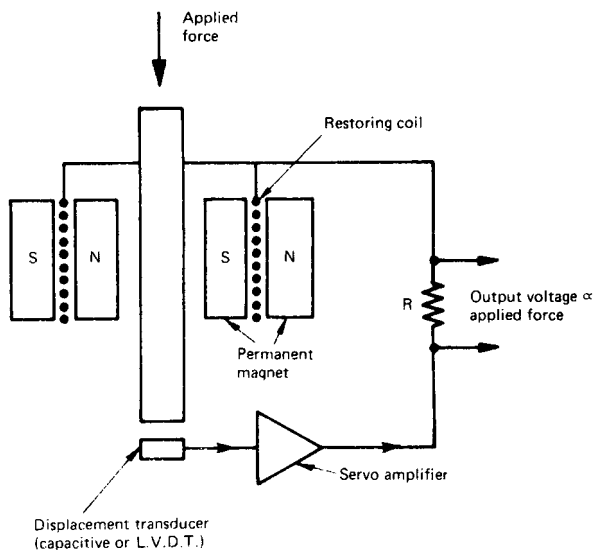 Applied
force
Restoring coil
S
N
S
N
R
Output voltage ∝
applied force
Permanent
magnet
Servo amplifier
Displacement transducer
(capacitive or L.V.D.T.)